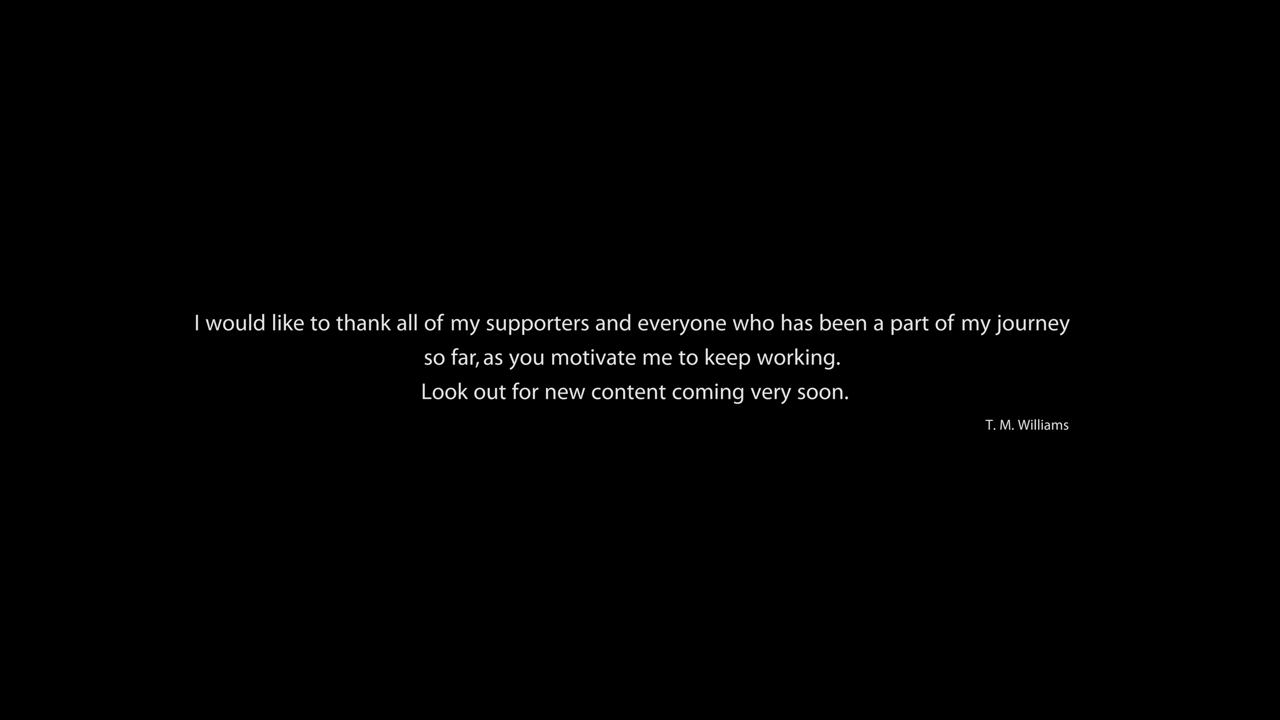 I would like to thank all of my supporters and everyone who has been a part of my journey
so far, as you motivate me to keep working.
Look out for new content coming very soon.
T. M. Williams